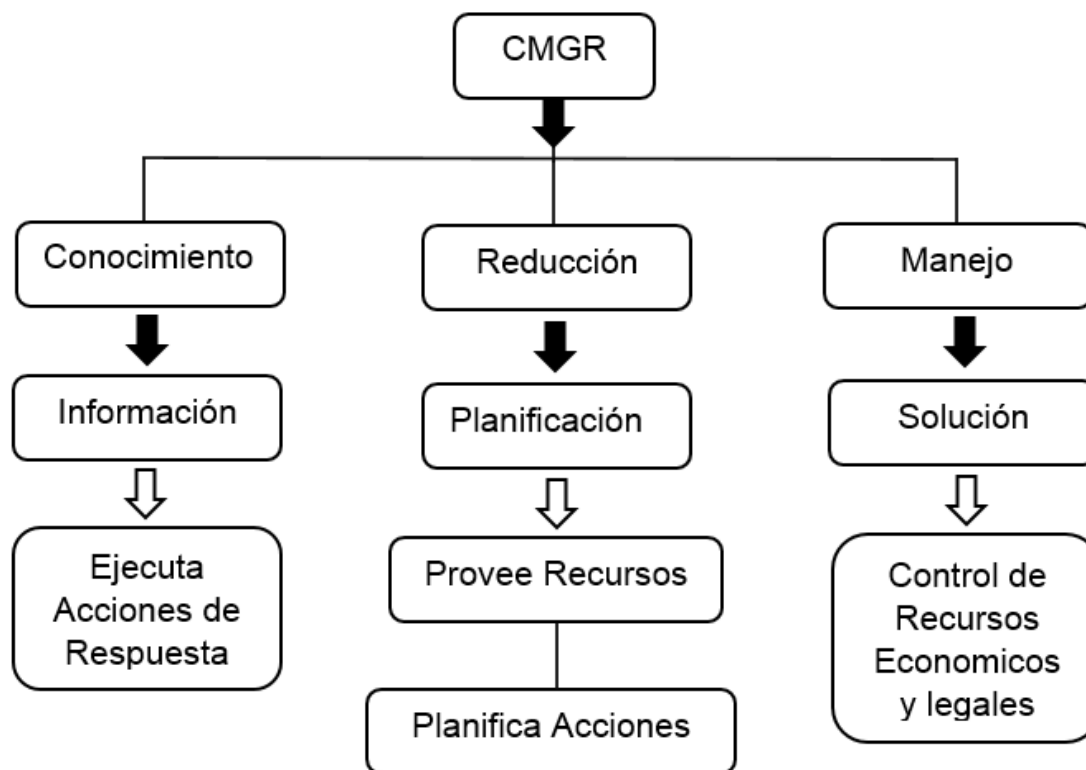 CMGR
Conocimiento
Reducción
Manejo
Información
Planificación
Solución
Ejecuta
Acciones de
Respuesta
Provee Recursos
Planifica Acciones
Control de
Recursos
Economicos
y legales